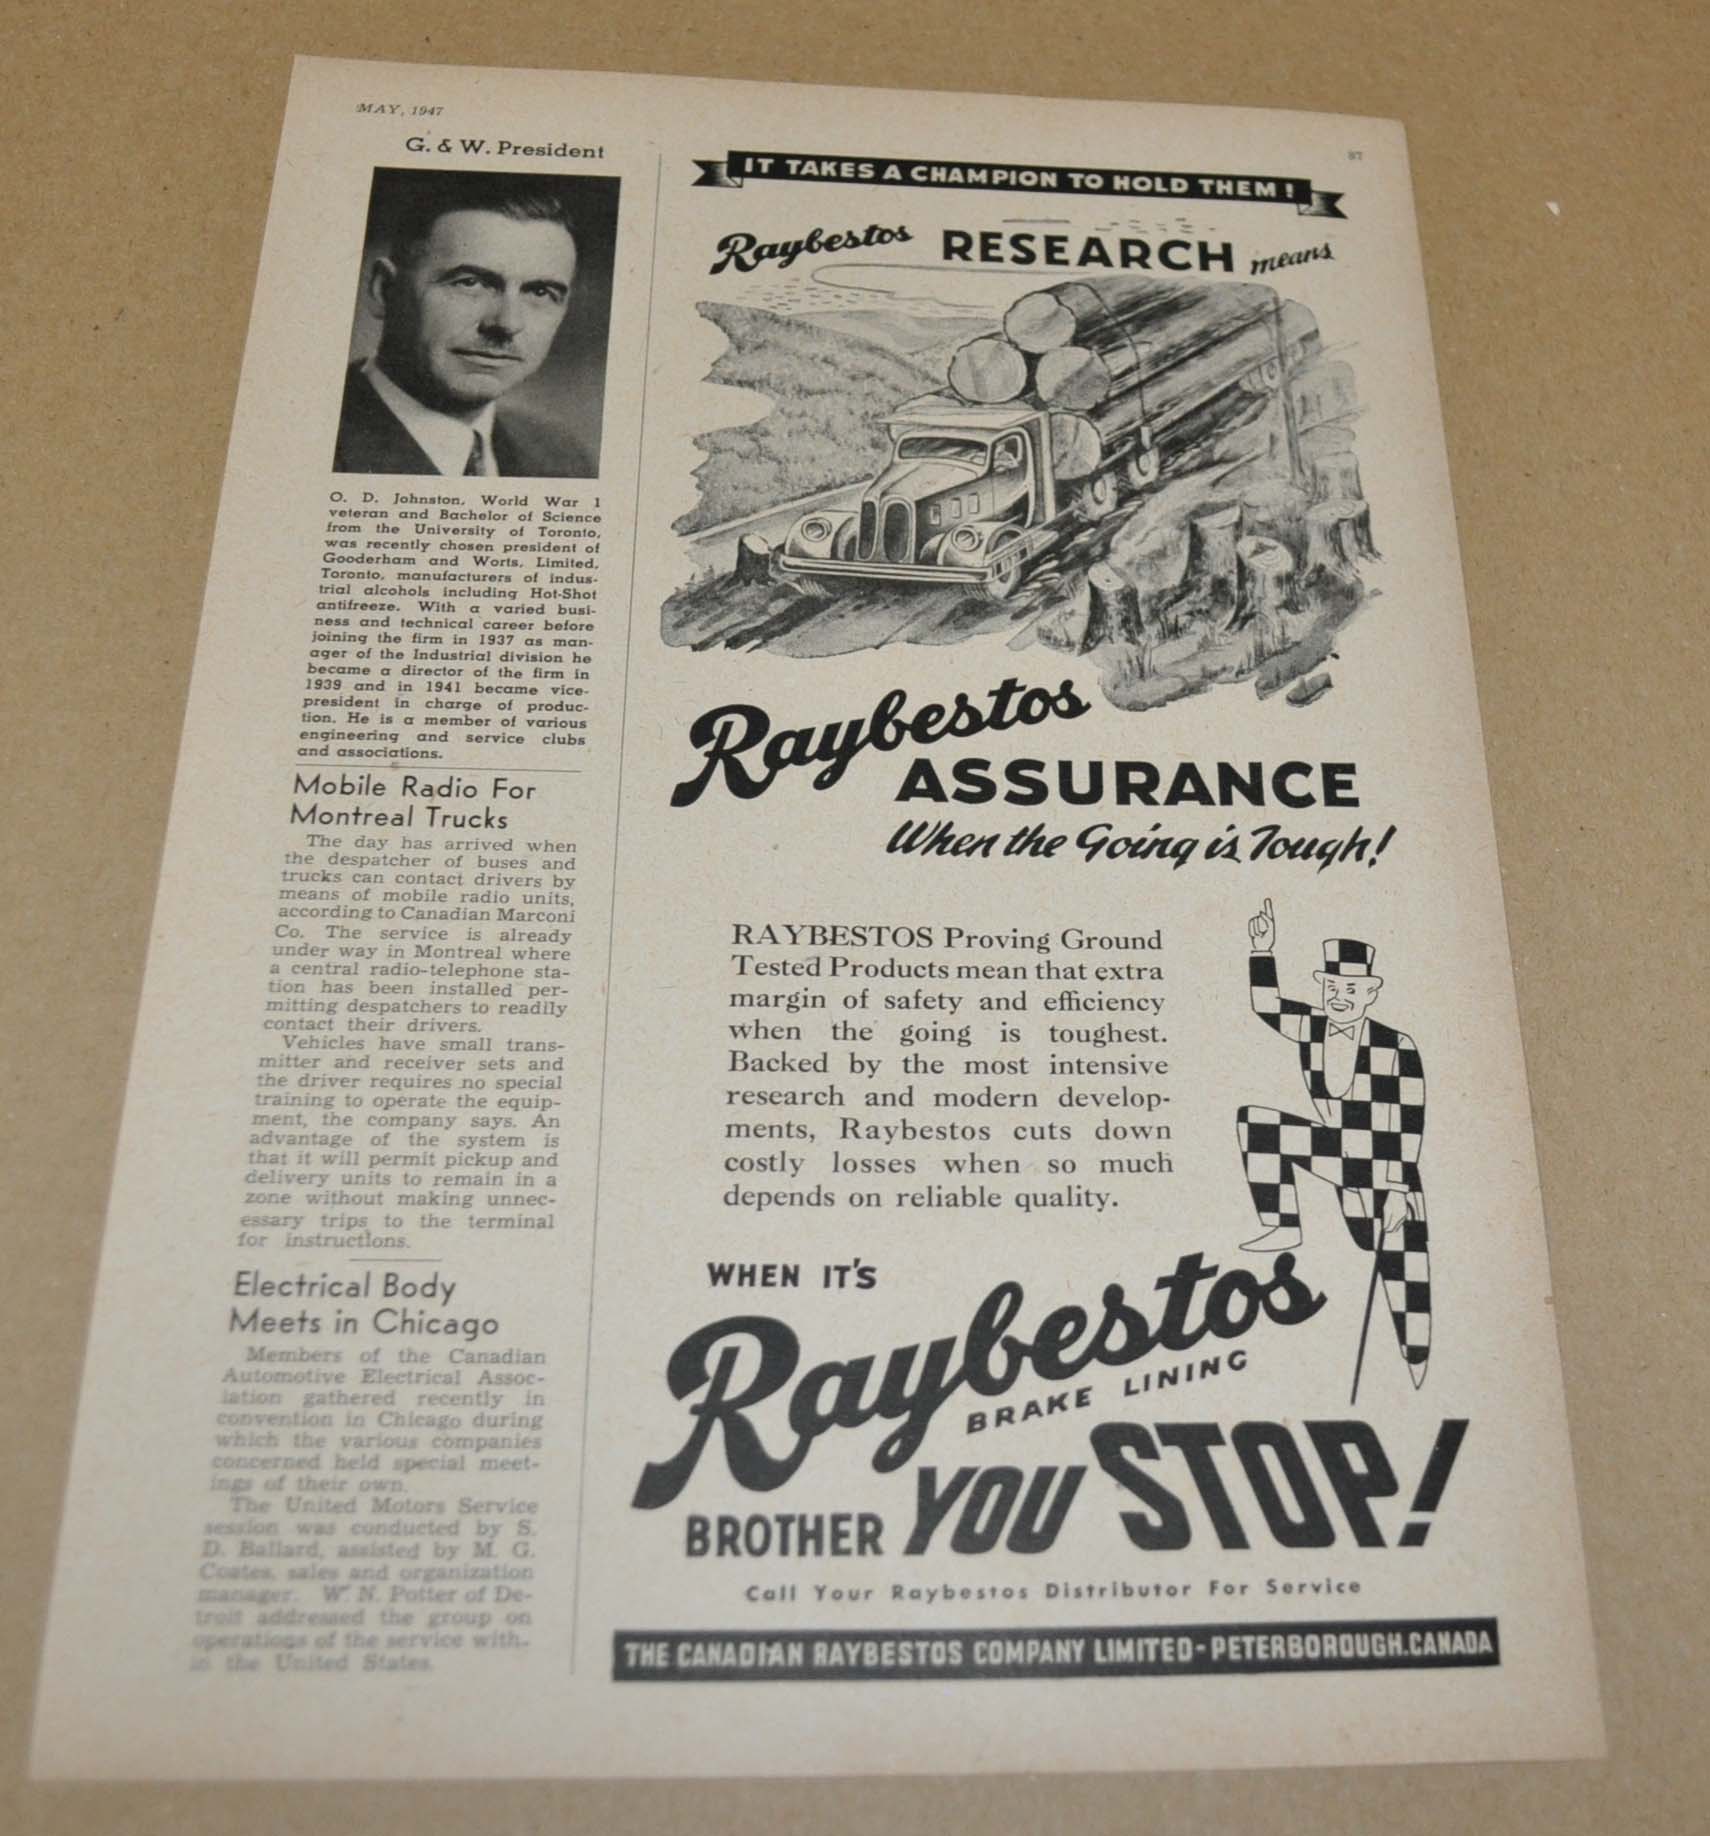 MAY, 1947
87
G. & W. President
O. D. Johnston, World War 1
veteran and Bachelor of Science
from the University of Toronto,
was recently chosen president of
Gooderham and Worts, Limited,
Toronto, manufacturers of indus-
trial alcohols including Hot-Shot
antifreeze. With a varied busi-
ness and technical career before
joining the firm in 1937 as man-
ager of the Industrial division he
became a director of the firm in
1939 and in 1941 became vice-
president in charge of produc-
tion. He is a member of various
engineering and service clubs
and associations.
Mobile Radio For
Montreal Trucks
The day has arrived when
the despatcher of buses and
trucks can contact drivers by
means of mobile radio units,
according to Canadian Marconi
Co. The service is already
under way in Montreal where
a central radio-telephone sta-
tion has been installed per-
mitting despatchers to readily
contact their drivers.
Vehicles have small trans-
mitter and receiver sets and
the driver requires no special
training to operate the equip-
ment, the company says. An
advantage of the system is
that it will permit pickup and
delivery units to remain in a
zone without making unnec-
essary trips to the terminal
for instructions.
Electrical Body
Meets in Chicago
Members of the Canadian
Automotive Electrical Assoc-
iation gathered recently in
convention in Chicago during
which the various companies
concerned held special meet-
ings of their own.
The United Motors Service
session was conducted by S.
D. Ballard, assisted by M. G.
Coates, sales and organization
manager. W. N. Potter of De-
troit addressed the group on
operations of the service with-
in the United States.
IT TAKES A CHAMPION TO HOLD THEM!
Raybestos RESEARCH means
Raybestos
ASSURANCE
When the Going is Tough!
RAYBESTOS Proving Ground
Tested Products mean that extra
margin of safety and efficiency
when the going is toughest.
Backed by the most intensive
research and modern develop-
ments, Raybestos cuts down
costly losses when so much
depends on reliable quality.
WHEN IT'S
Raybestos
BRAKE LINING
BROTHER YOU STOP!
Call Your Raybestos Distributor For Service
THE CANADIAN RAYBESTOS COMPANY LIMITED-PETERBOROUGH.CANADA